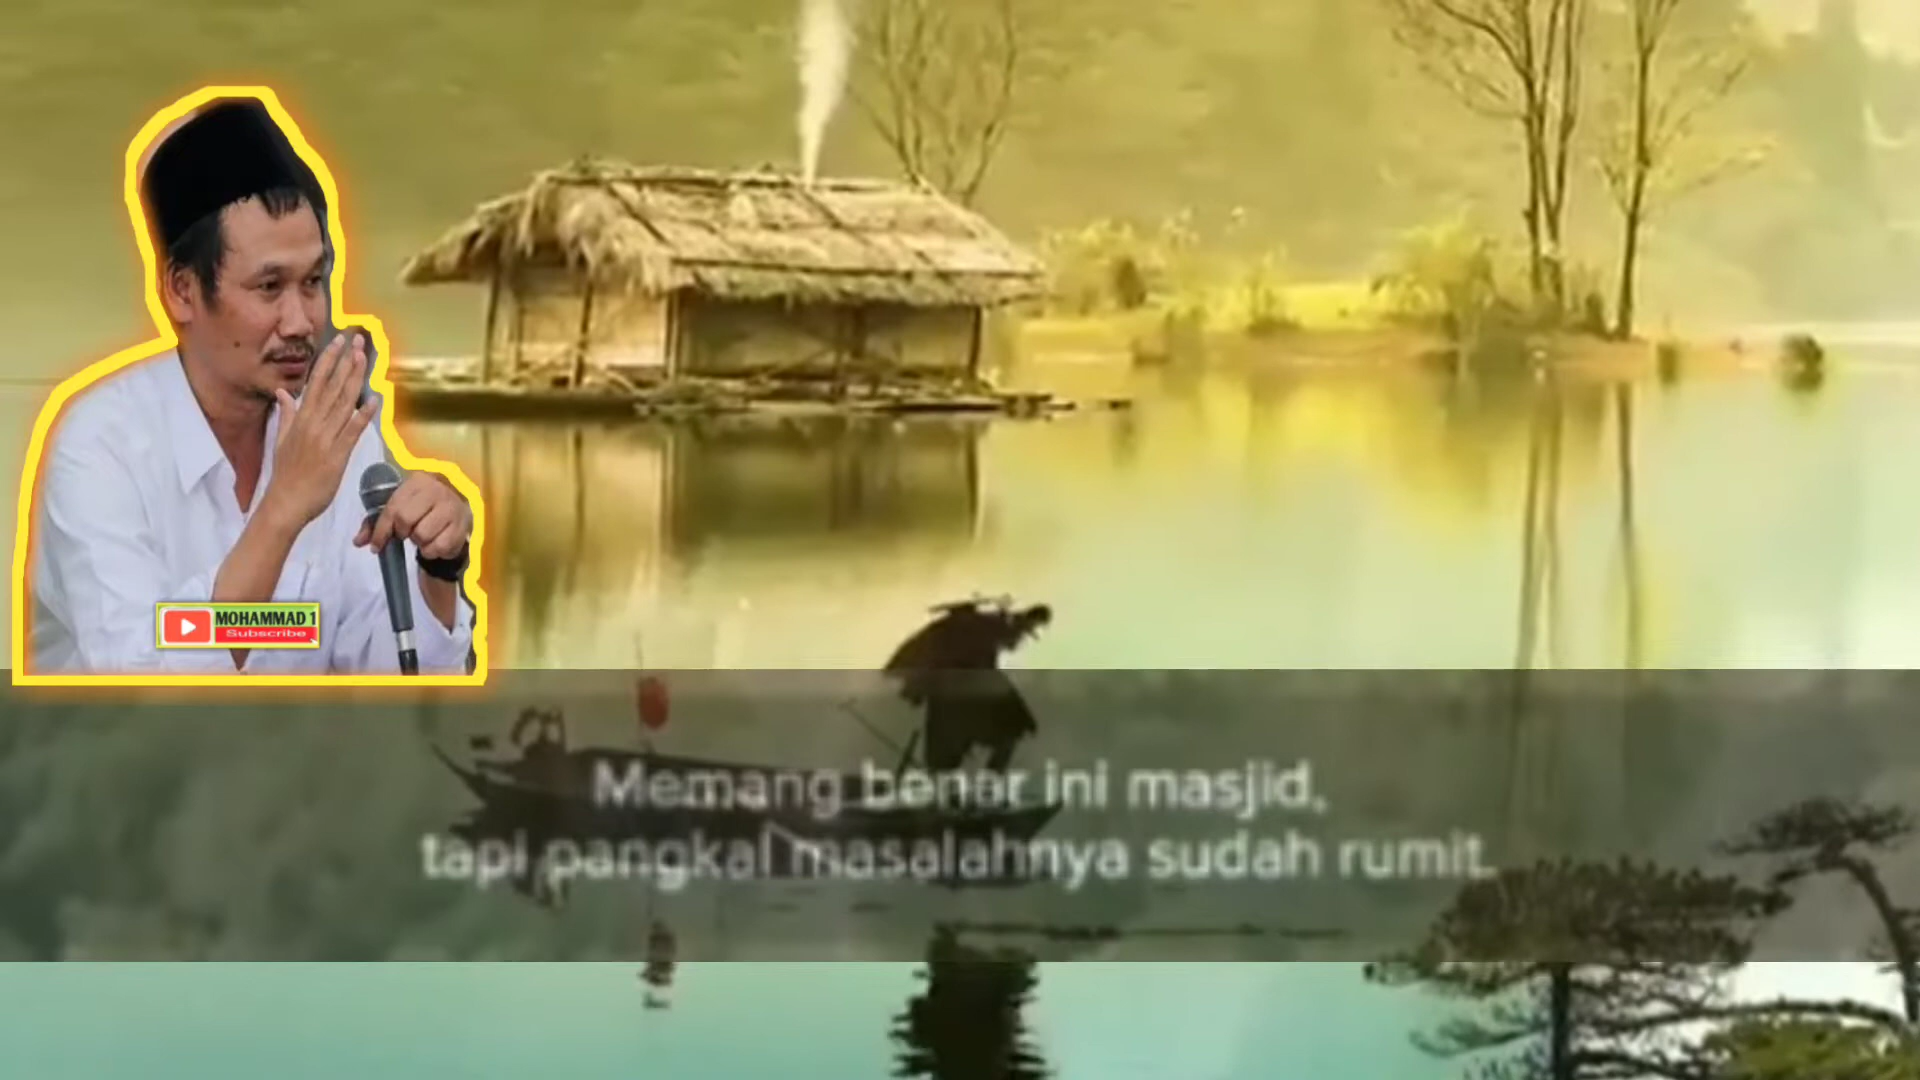 MOHAMMAD 1
Subscribe
Memang benar ini masjid,
tapi pangkal masalahnya sudah rumit.